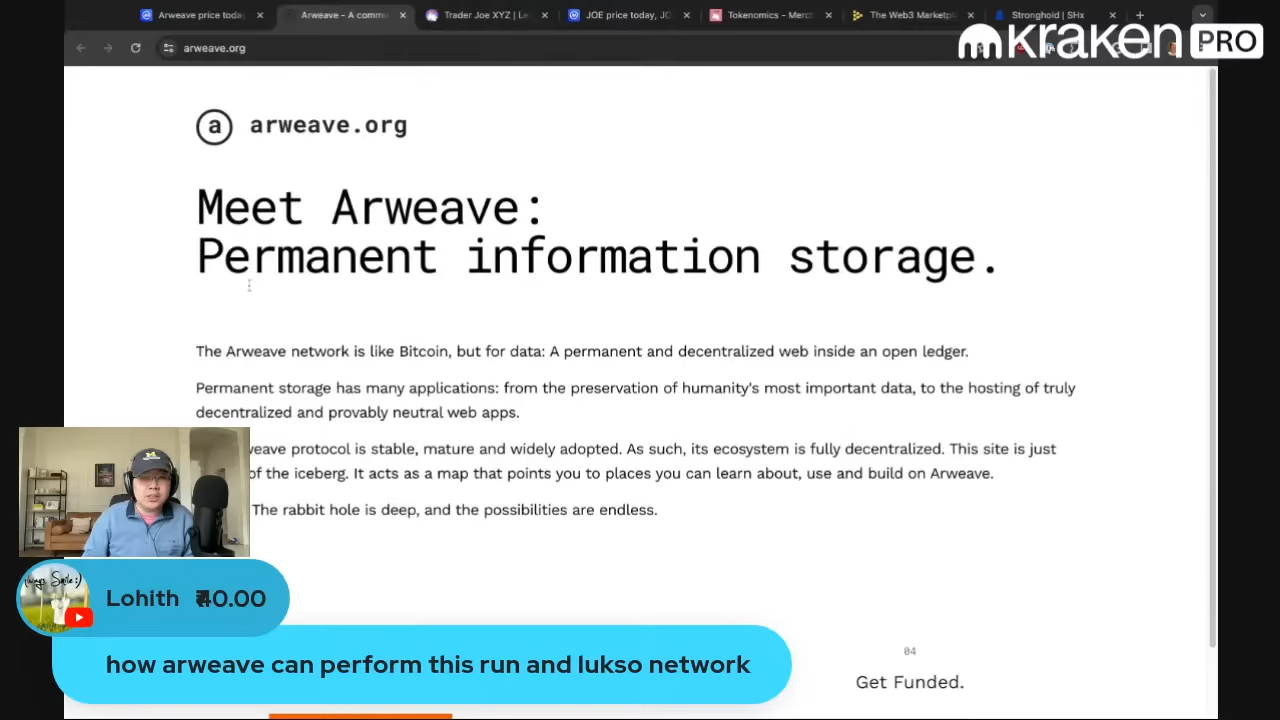 Arweave price today
Arweave – A comm
Trader Joe XYZ | Le
JOE price today, JO
Tokenomics – Merch
The Web3 Marketpl
Stronghold | SHx
arweave.org
kraken PRO
a arweave.org
Meet Arweave:
Permanent information storage.
The Arweave network is like Bitcoin, but for data: A permanent and decentralized web inside an open ledger.
Permanent storage has many applications: from the preservation of humanity's most important data, to the hosting of truly
decentralized and provably neutral web apps.
eave protocol is stable, mature and widely adopted. As such, its ecosystem is fully decentralized. This site is just
of the iceberg. It acts as a map that points you to places you can learn about, use and build on Arweave.
The rabbit hole is deep, and the possibilities are endless.
Always Smile :)
Lohith ₹40.00
how arweave can perform this run and lukso network
04
Get Funded.